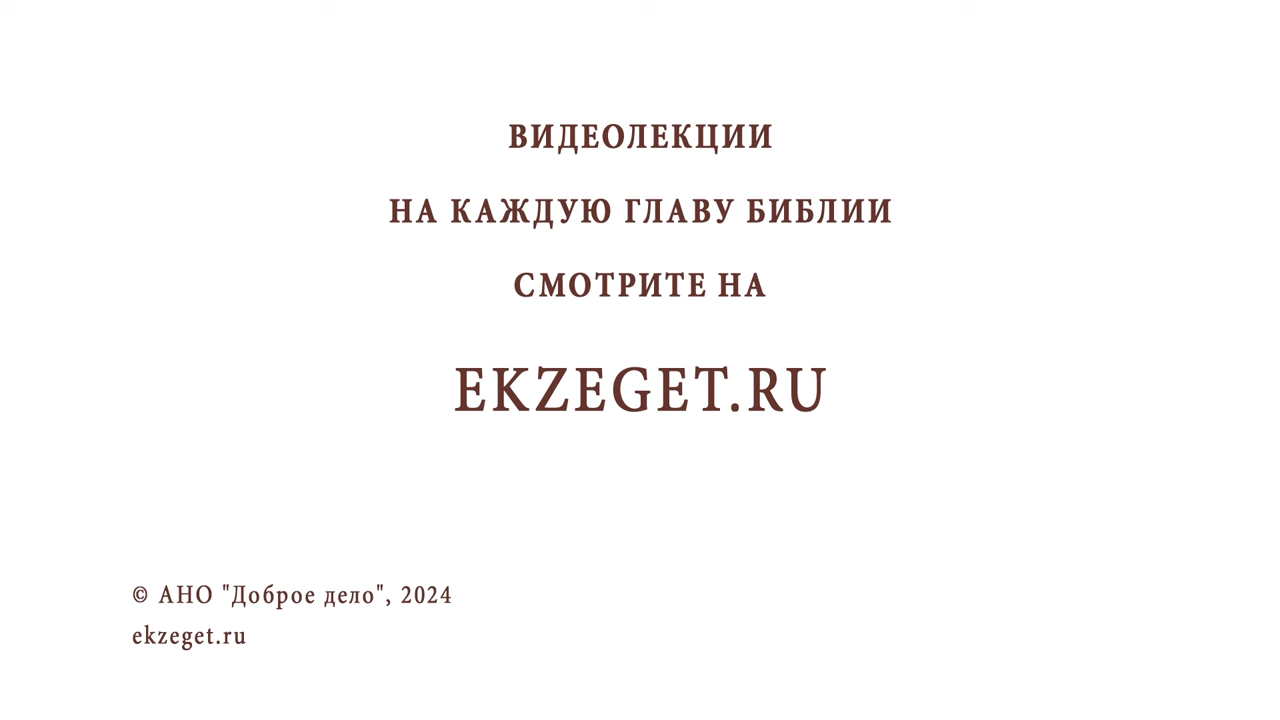 ВИДЕОЛЕКЦИИ
НА КАЖДУЮ ГЛАВУ БИБЛИИ
СМОТРИТЕ НА
EKZEGET.RU
© АНО "Доброе дело", 2024
ekzeget.ru